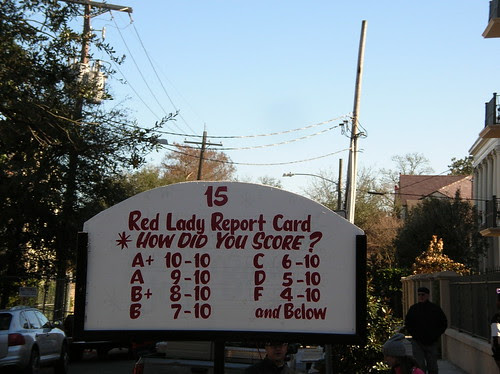 15
Red Lady Report Card
* HOW DID YOU SCORE?
A+ 10-10 C 6-10
A 9-10 D 5-10
B+ 8-10 F 4-10
B 7-10 and Below